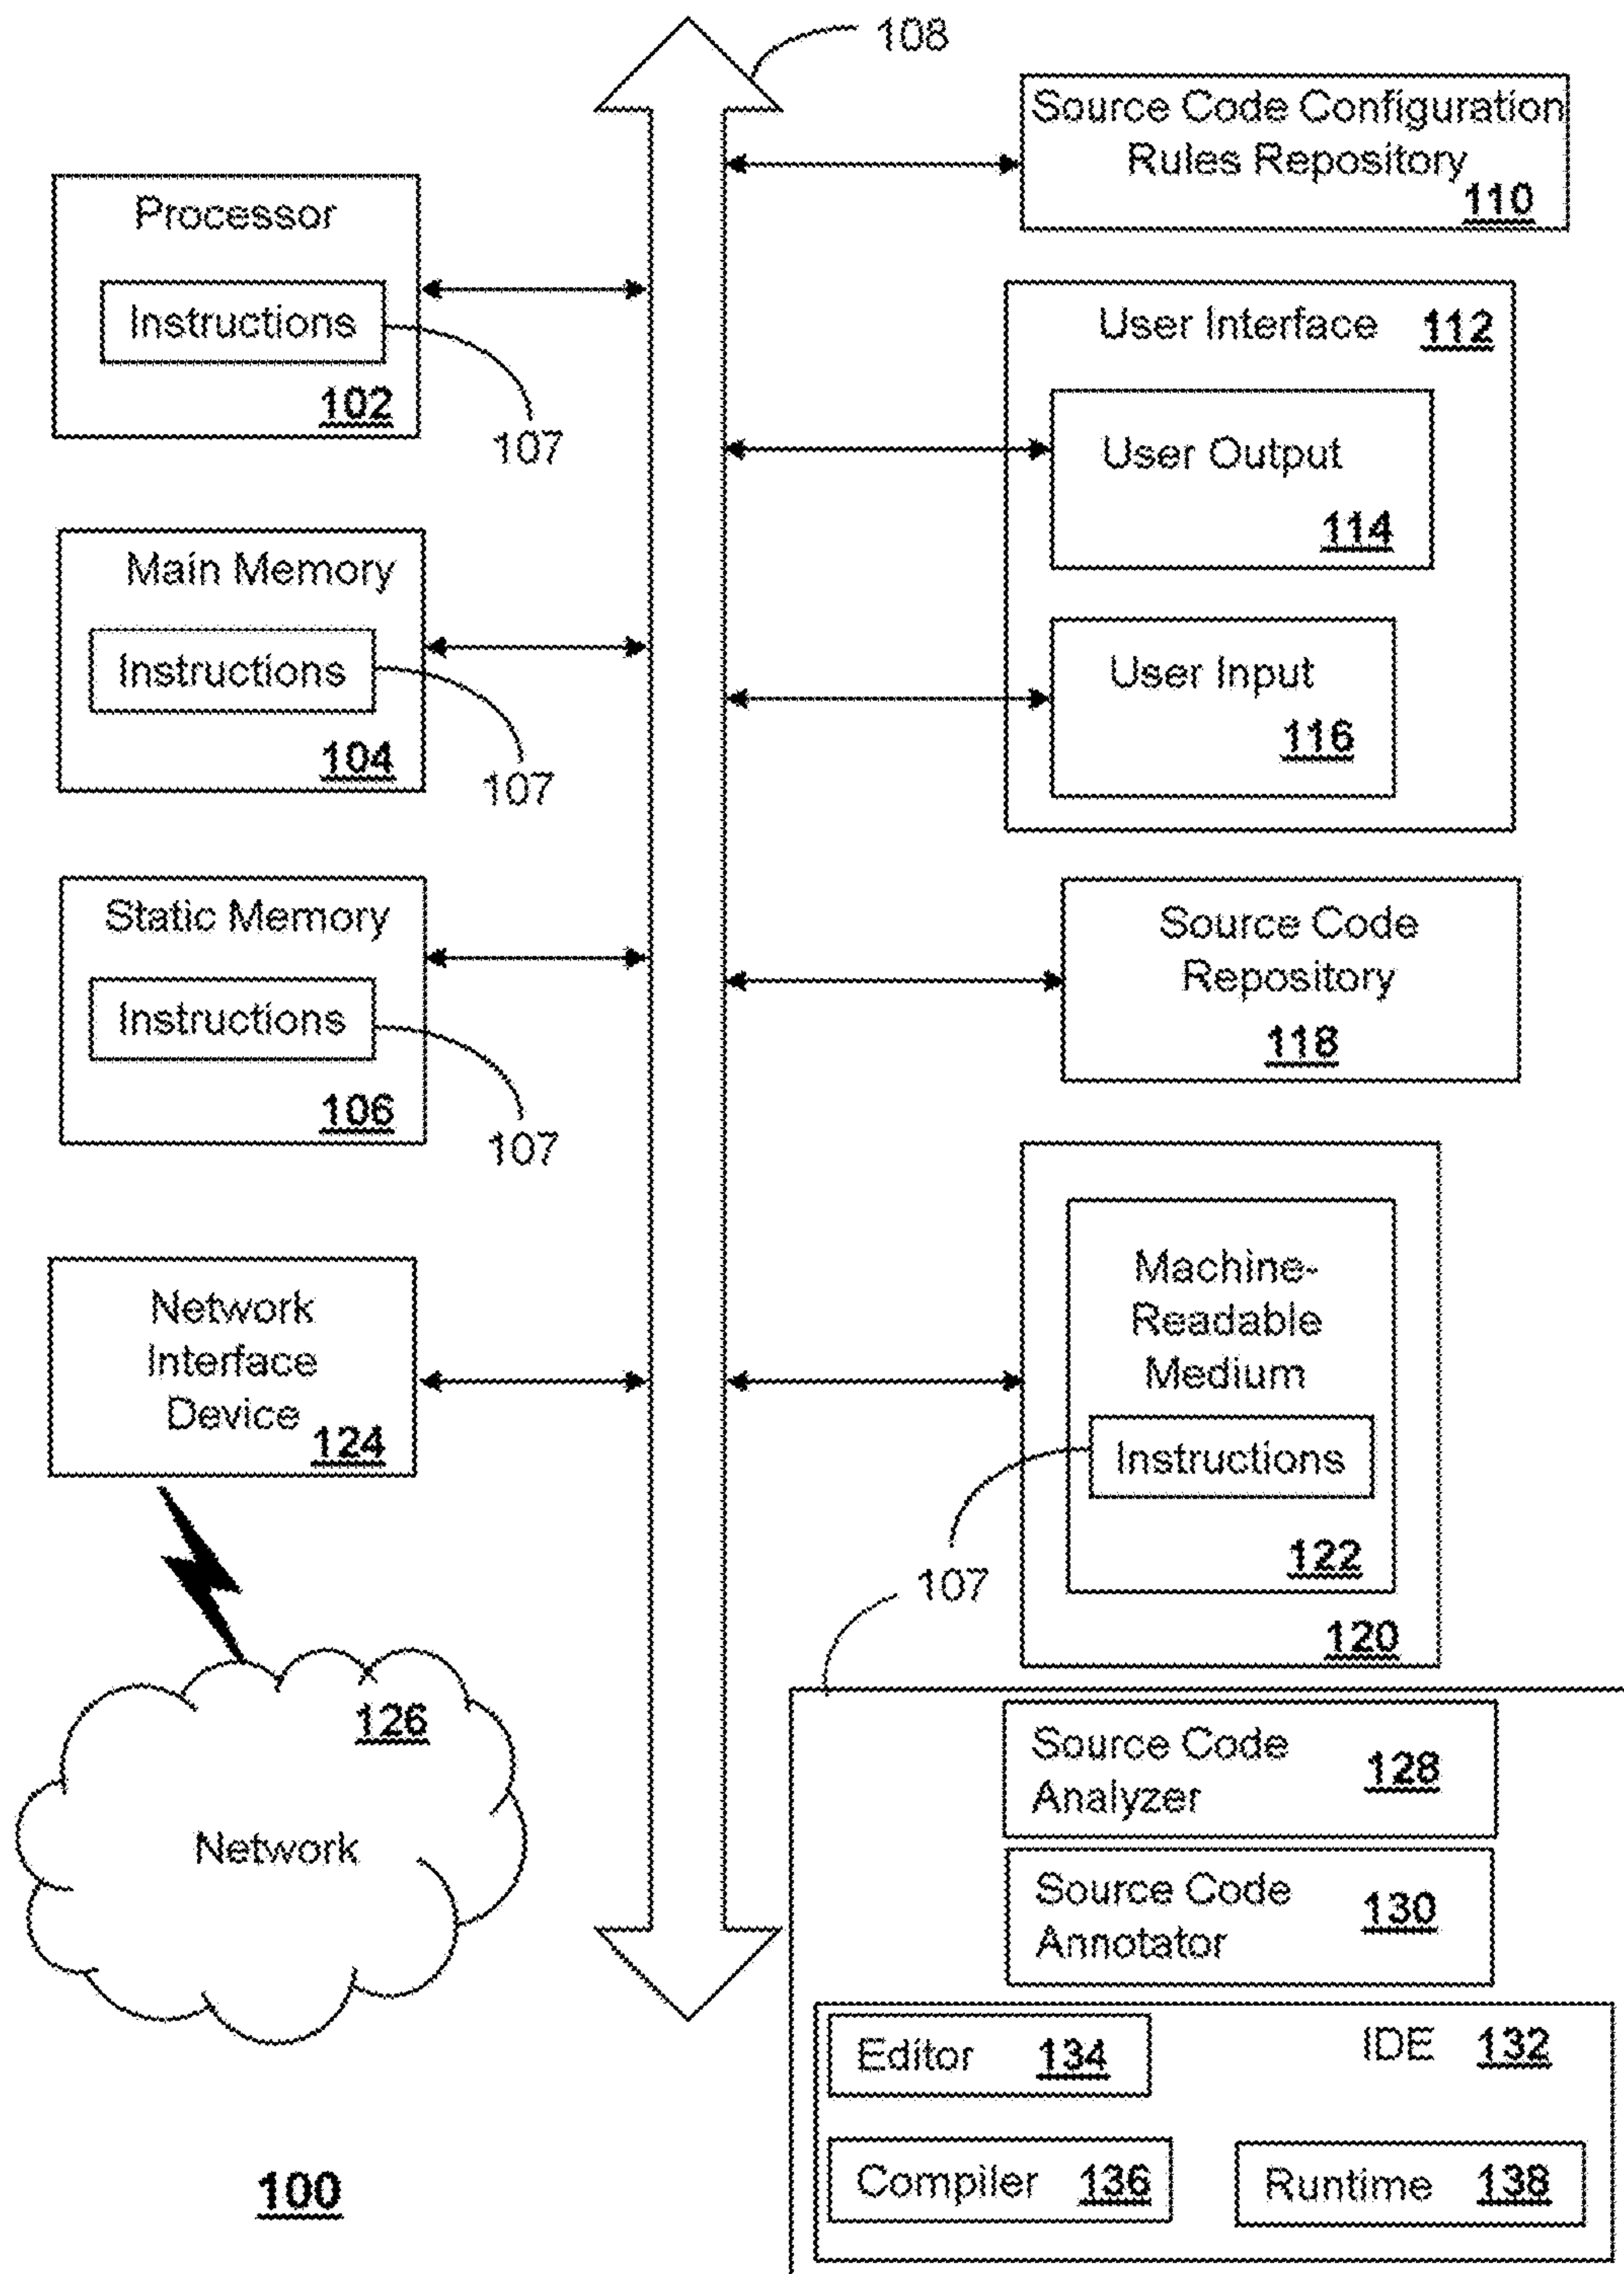 108
Source Code Configuration
Rules Repository
110
Processor
Instructions
102
107
User Interface 112
User Output
114
Main Memory
Instructions
104
107
User Input
116
Static Memory
Instructions
106
107
Source Code
Repository
118
Network
Interface
Device
124
Machine-
Readable
Medium
Instructions
122
107
120
126
Network
Source Code
Analyzer
128
Source Code
Annotator
130
Editor 134
IDE 132
Compiler 136
Runtime 138
100